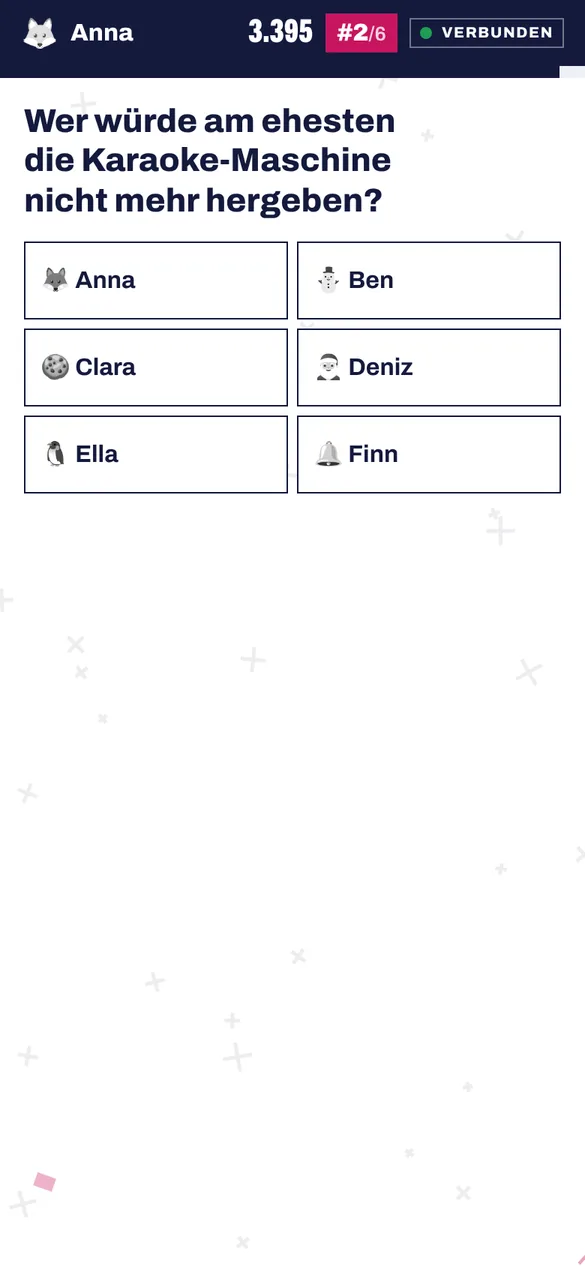 Anna 3.395 #2/6 VERBUNDEN
Wer würde am ehesten
die Karaoke-Maschine
nicht mehr hergeben?
Anna
Ben
Clara
Deniz
Ella
Finn